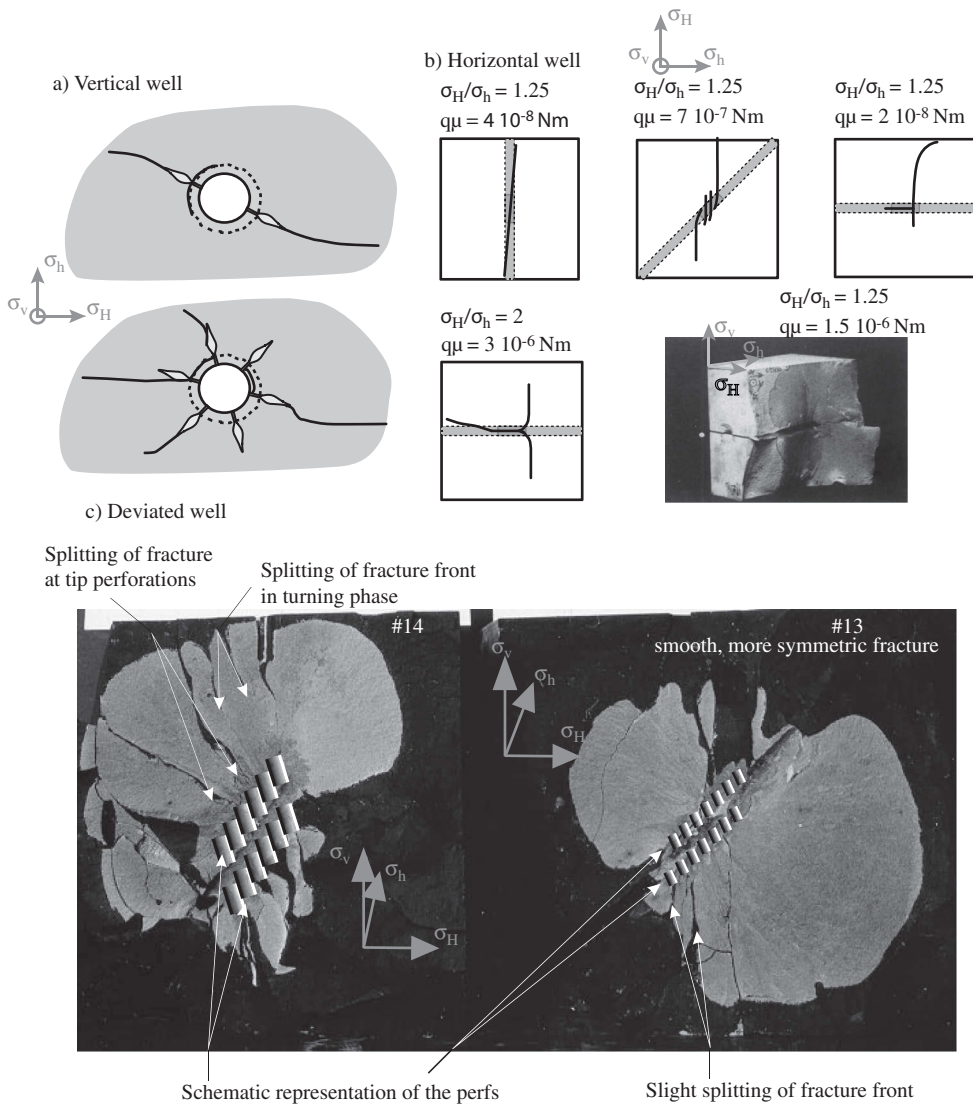 a) Vertical well
σh
σv
σH
b) Horizontal well
σH
σv
σh
σH/σh = 1.25
qμ = 4 10-8 Nm
σH/σh = 1.25
qμ = 7 10-7 Nm
σH/σh = 1.25
qμ = 2 10-8 Nm
σH/σh = 2
qμ = 3 10-6 Nm
σH/σh = 1.25
qμ = 1.5 10-6 Nm
σv
σh
σH
c) Deviated well
Splitting of fracture
at tip perforations
Splitting of fracture front
in turning phase
#14
σv
σh
σH
#13
smooth, more symmetric fracture
σv
σh
σH
Schematic representation of the perfs
Slight splitting of fracture front